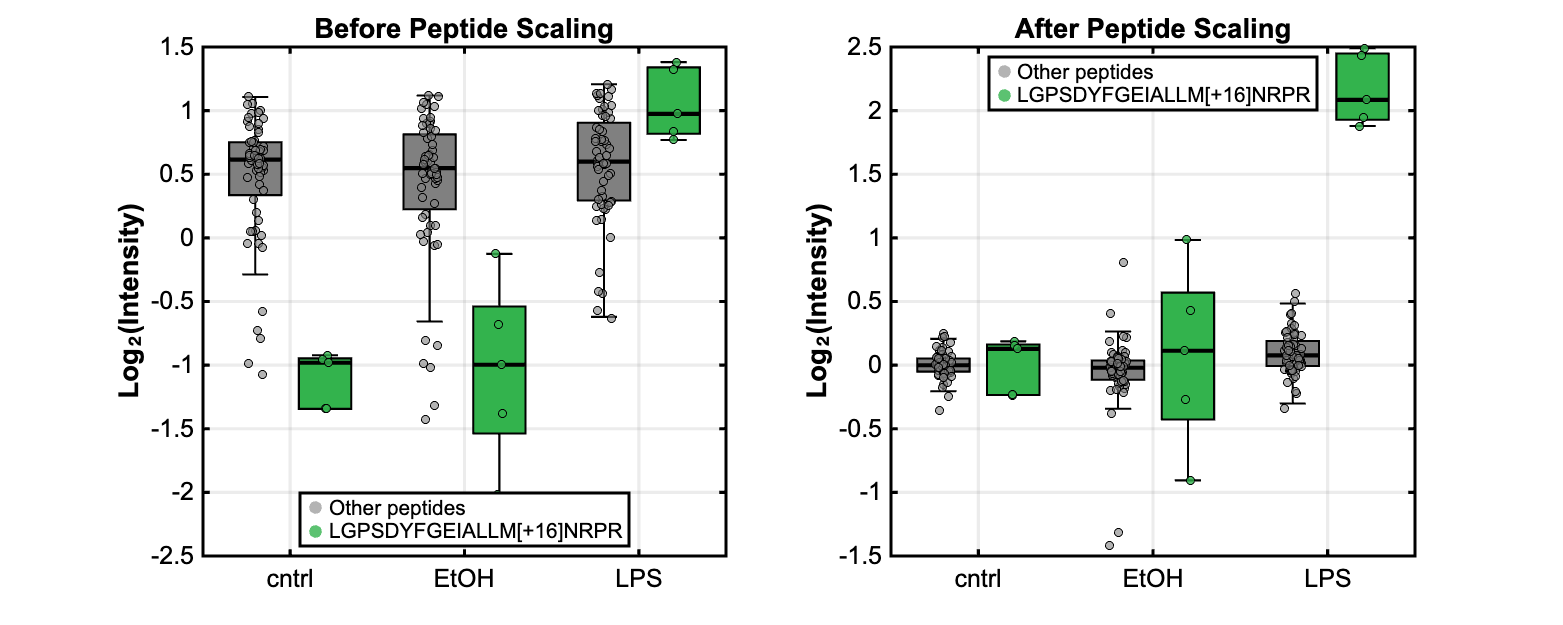 Before Peptide Scaling
Log₂(Intensity)
1.5
1
0.5
0
-0.5
-1
-1.5
-2
-2.5
Other peptides
LGPSDYFGEIALLM[+16]NRPR
cntrl
EtOH
LPS
After Peptide Scaling
Log₂(Intensity)
2.5
2
1.5
1
0.5
0
-0.5
-1
-1.5
Other peptides
LGPSDYFGEIALLM[+16]NRPR
cntrl
EtOH
LPS